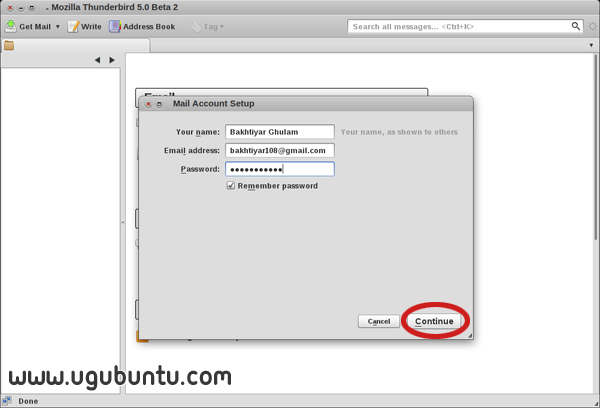 Mozilla Thunderbird 5.0 Beta 2
Get Mail Write Address Book Tag Search all messages... <Ctrl+K>
Email
Mail Account Setup
Your name: Bakhtiyar Ghulam Your name, as shown to others
Email address: bakhtiyar108@gmail.com
Password: •••••••••••
Remember password
Cancel Continue
www.ugubuntu.com
Done